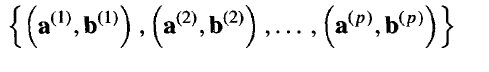 {(𝐚⁽¹⁾, 𝐛⁽¹⁾), (𝐚⁽²⁾, 𝐛⁽²⁾), ..., (𝐚⁽ᵖ⁾, 𝐛⁽ᵖ⁾)}